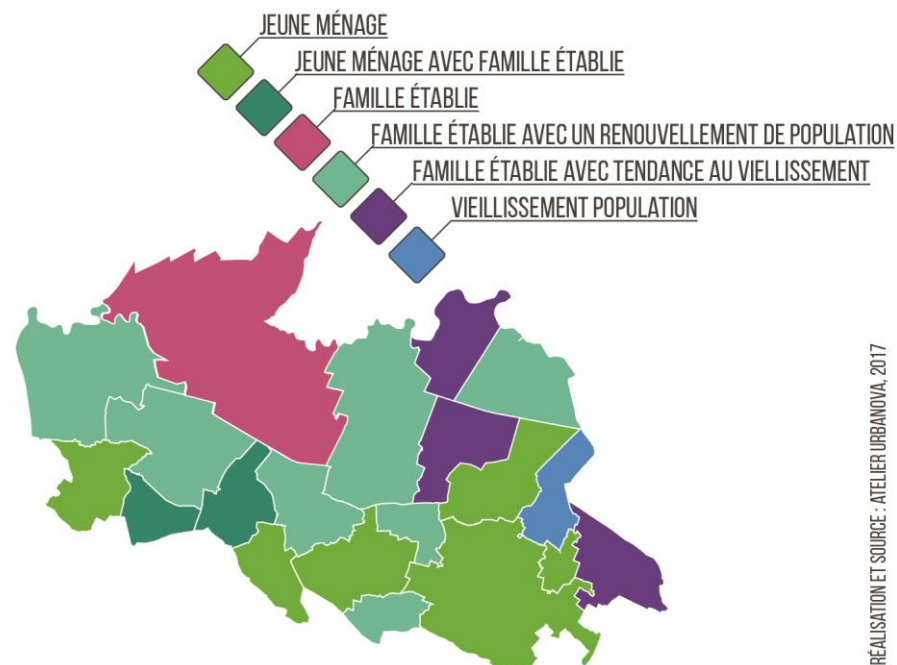 JEUNE MÉNAGE
JEUNE MÉNAGE AVEC FAMILLE ÉTABLIE
FAMILLE ÉTABLIE
FAMILLE ÉTABLIE AVEC UN RENOUVELLEMENT DE POPULATION
FAMILLE ÉTABLIE AVEC TENDANCE AU VIELLISSEMENT
VIEILLISSEMENT POPULATION
RÉALISATION ET SOURCE : ATELIER URBANOVA, 2017